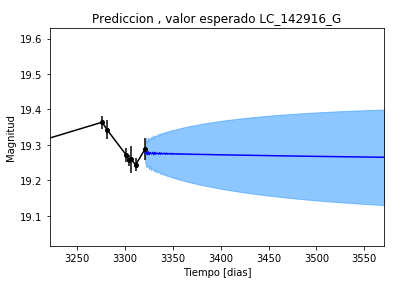 Prediccion , valor esperado LC_142916_G
19.6
19.5
19.4
19.3
19.2
19.1
Magnitud
3250 3300 3350 3400 3450 3500 3550
Tiempo [dias]